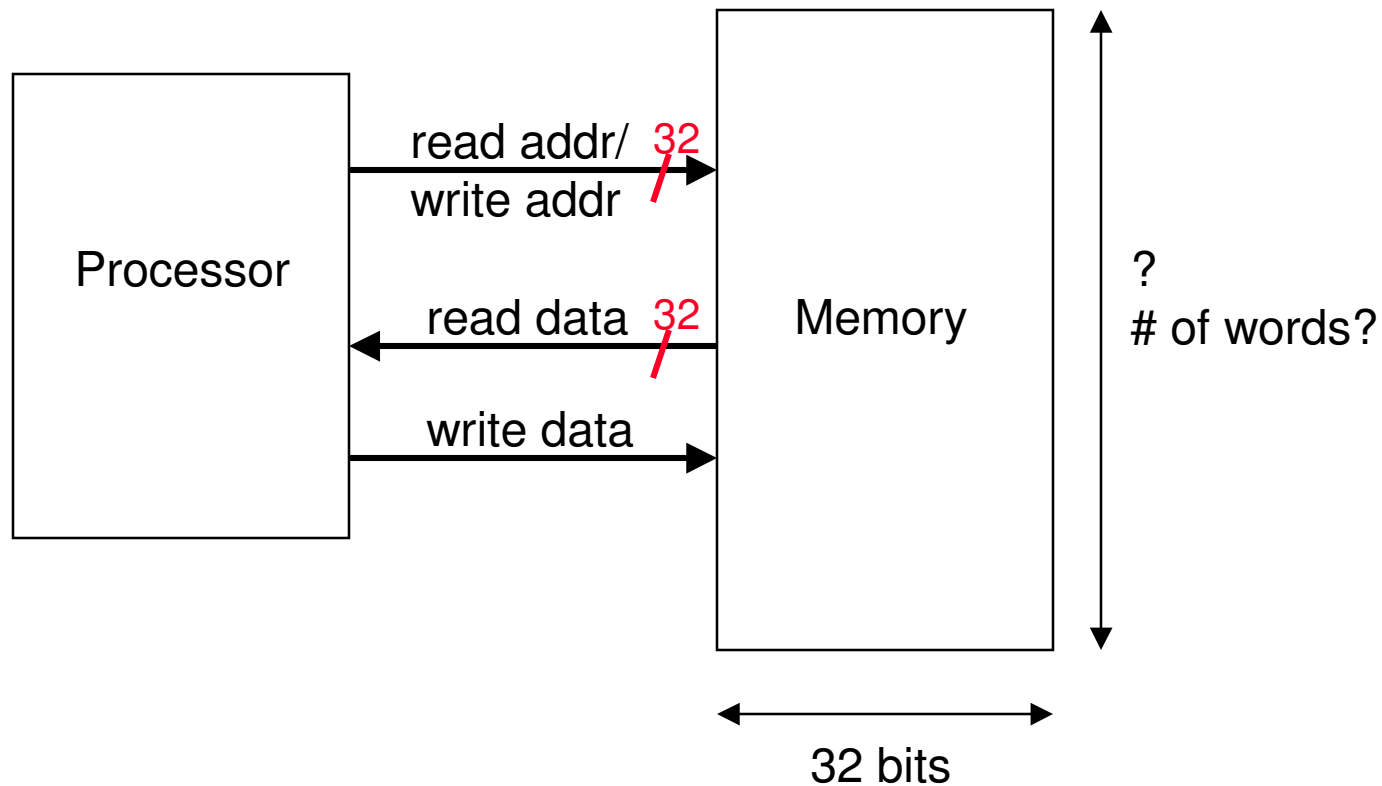 read addr/ 32
write addr
Processor
read data 32
Memory
?
# of words?
write data
32 bits